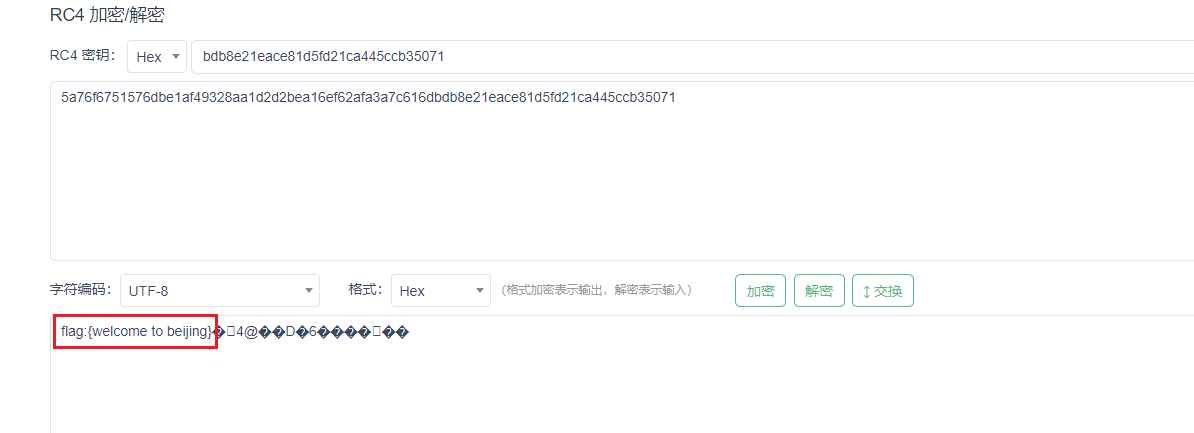 RC4 加密/解密
RC4 密钥: Hex bdb8e21eace81d5fd21ca445ccb35071
5a76f6751576dbe1af49328aa1d2d2bea16ef62afa3a7c616dbdb8e21eace81d5fd21ca445ccb35071
字符编码: UTF-8 格式: Hex (格式加密表示输出，解密表示输入) 加密 解密 ↕交换
flag:{welcome to beijing}�▯4@��D�6����▯��